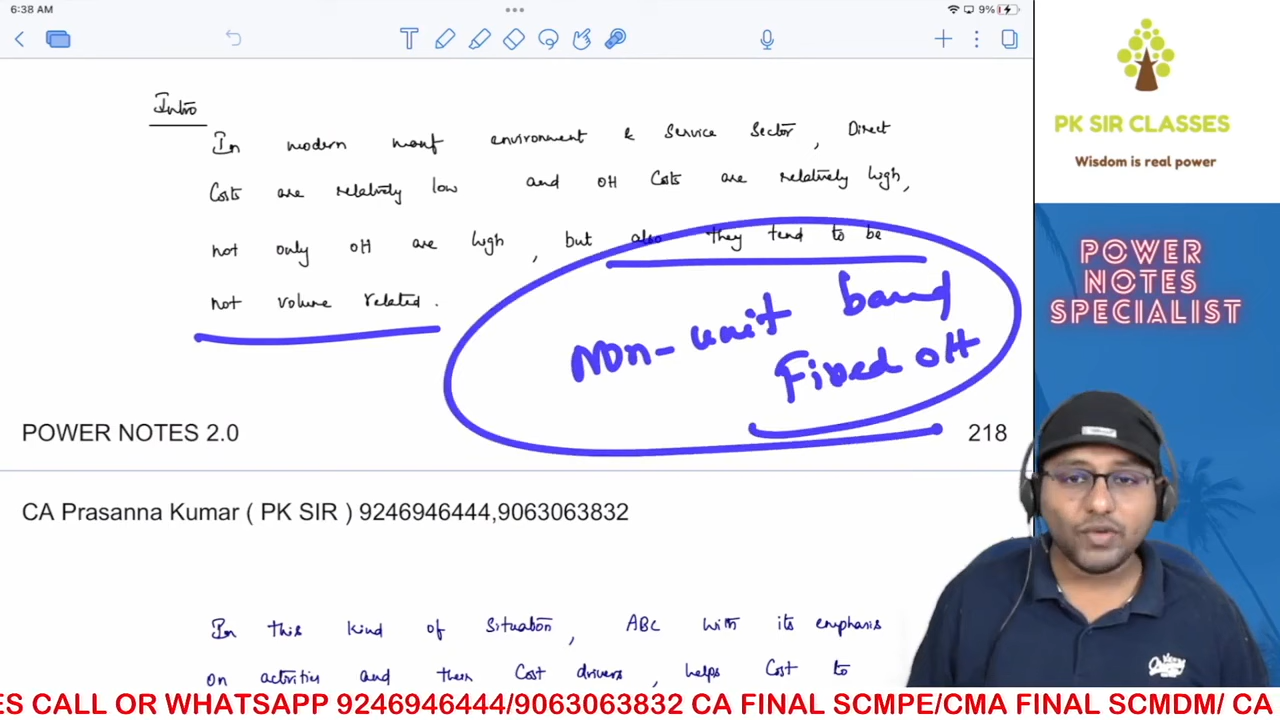 6:38 AM
9%
PK SIR CLASSES
Wisdom is real power
POWER
NOTES
SPECIALIST
Intro
In modern manf environment & Service Sector, Direct
Costs are relatively low and OH Costs are relatively high,
not only OH are high, but also they tend to be
not volume related.
Non-unit based
Fixed OH
POWER NOTES 2.0
218
CA Prasanna Kumar ( PK SIR ) 9246946444,9063063832
In this kind of Situation, ABC with its emphasis
on activities and their Cost drivers, helps Cost to
ES CALL OR WHATSAPP 9246946444/9063063832 CA FINAL SCMPE/CMA FINAL SCMDM/ CA